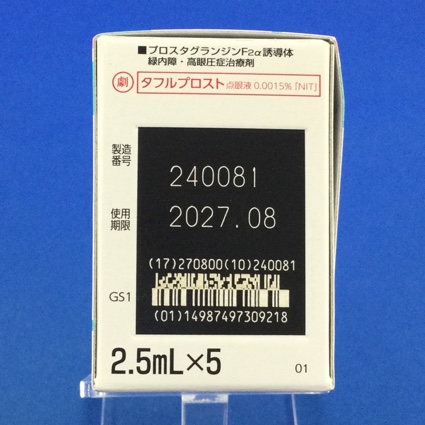 ■プロスタグランジンF2α誘導体
緑内障・高眼圧症治療剤
劇 タフルプロスト点眼液 0.0015%「NIT」
製造番号 240081
使用期限 2027.08
(17)270800(10)240081
GS1
(01)14987497309218
2.5mL×5
01